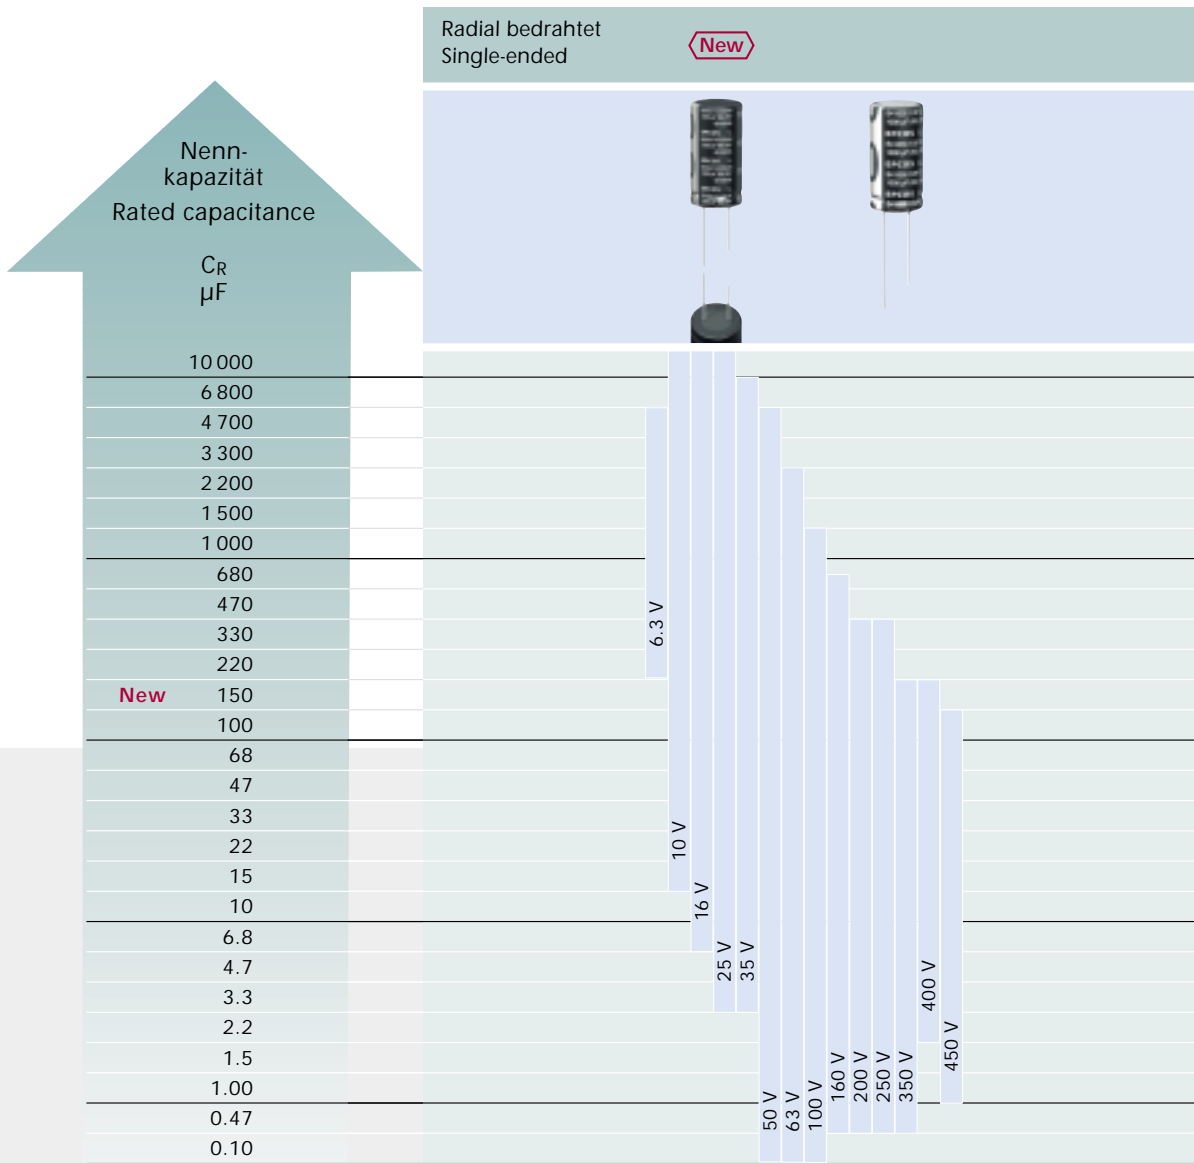 Radial bedrahtet
Single-ended
New
Nenn-
kapazität
Rated capacitance
CR
µF
10 000
6 800
4 700
3 300
2 200
1 500
1 000
680
470
330
220
New 150
100
68
47
33
22
15
10
6.8
4.7
3.3
2.2
1.5
1.00
0.47
0.10
6.3 V
10 V
16 V
25 V
35 V
50 V
63 V
100 V
160 V
200 V
250 V
350 V
400 V
450 V